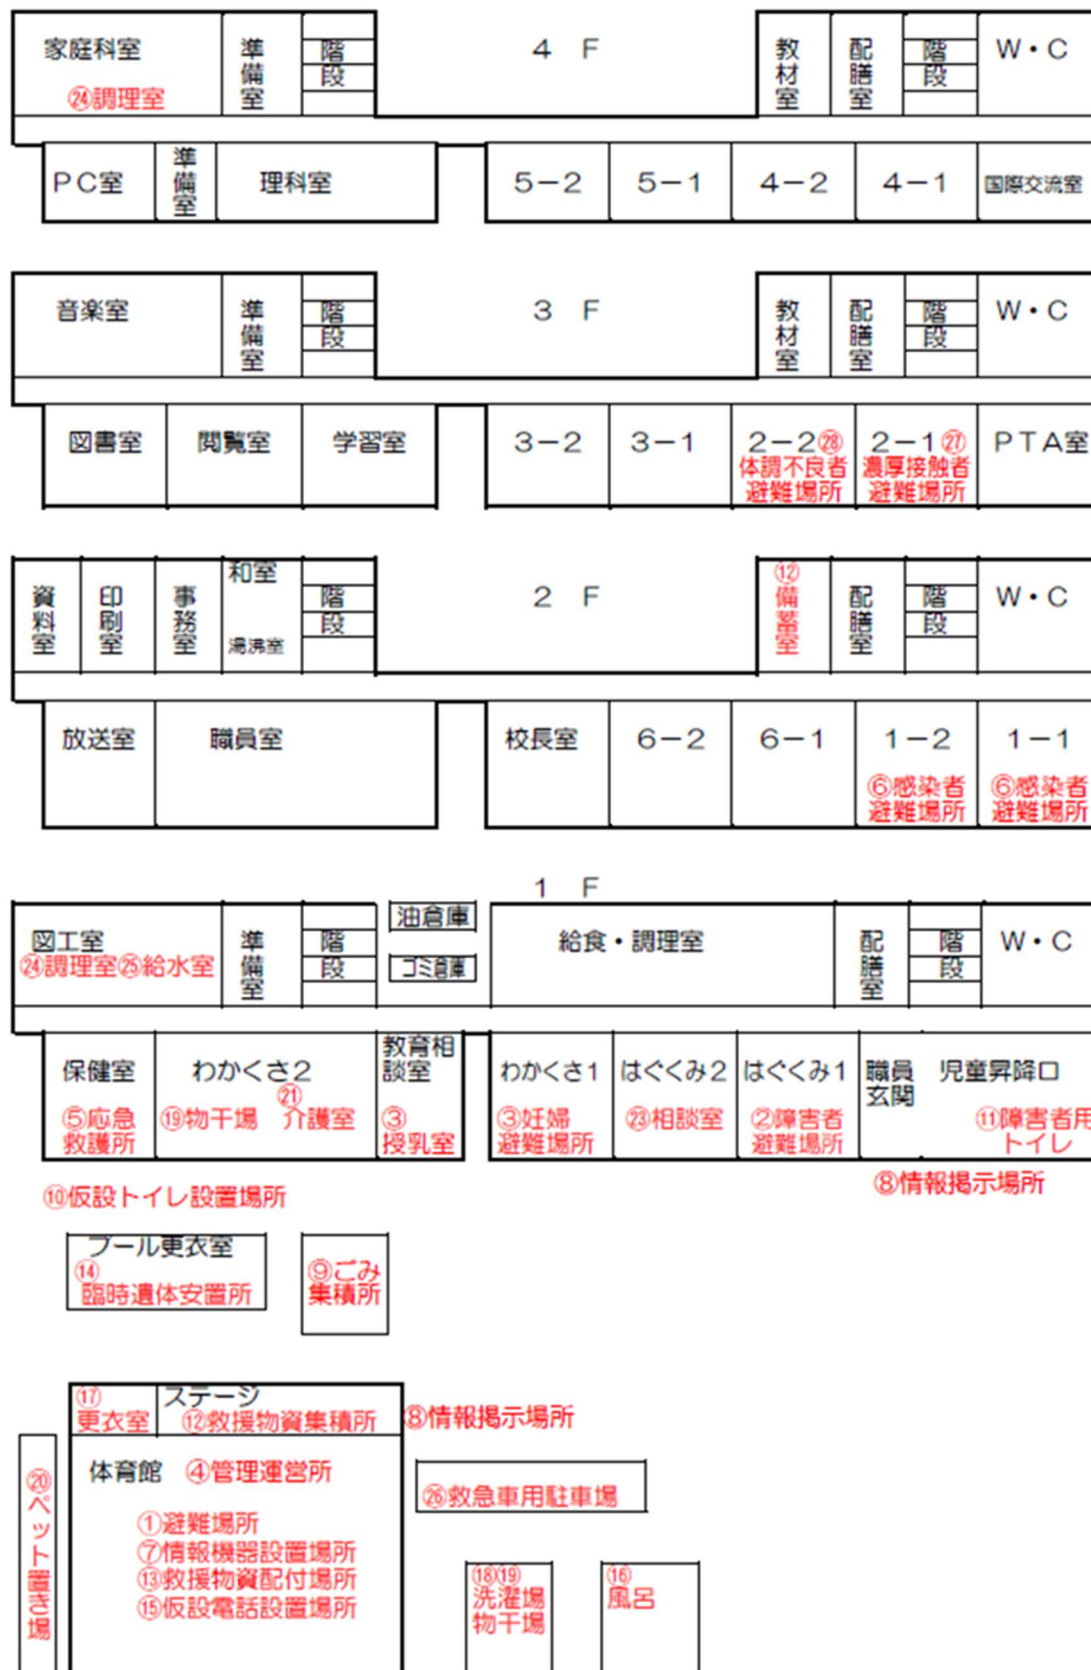 家庭科室
㉔調理室
準備室
階段
4 F
教材室
配膳室
階段
W・C
PC室
準備室
理科室
5-2
5-1
4-2
4-1
国際交流室
音楽室
準備室
階段
3 F
教材室
配膳室
階段
W・C
図書室
閲覧室
学習室
3-2
3-1
2-2㉘
体調不良者
避難場所
2-1㉗
濃厚接触者
避難場所
PTA室
資料室
印刷室
事務室
和室
湯沸室
階段
2 F
⑫備蓄室
配膳室
階段
W・C
放送室
職員室
校長室
6-2
6-1
1-2
⑥感染者
避難場所
1-1
⑥感染者
避難場所
1 F
図工室
㉔調理室㉕給水室
準備室
階段
油倉庫
ゴミ倉庫
給食・調理室
配膳室
階段
W・C
保健室
⑤応急
救護所
わかくさ2
⑲物干場
㉑
介護室
教育相
談室
③
授乳室
わかくさ1
③妊婦
避難場所
はぐくみ2
㉓相談室
はぐくみ1
②障害者
避難場所
職員
玄関
児童昇降口
⑪障害者用
トイレ
⑧情報掲示場所
⑩仮設トイレ設置場所
プール更衣室
⑭
臨時遺体安置所
⑨ごみ
集積所
⑰
更衣室
ステージ
⑫救援物資集積所
⑧情報掲示場所
⑳ペット置き場
体育館 ④管理運営所
①避難場所
⑦情報機器設置場所
⑬救援物資配付場所
⑮仮設電話設置場所
㉖救急車用駐車場
⑱⑲
洗濯場
物干場
⑯
風呂